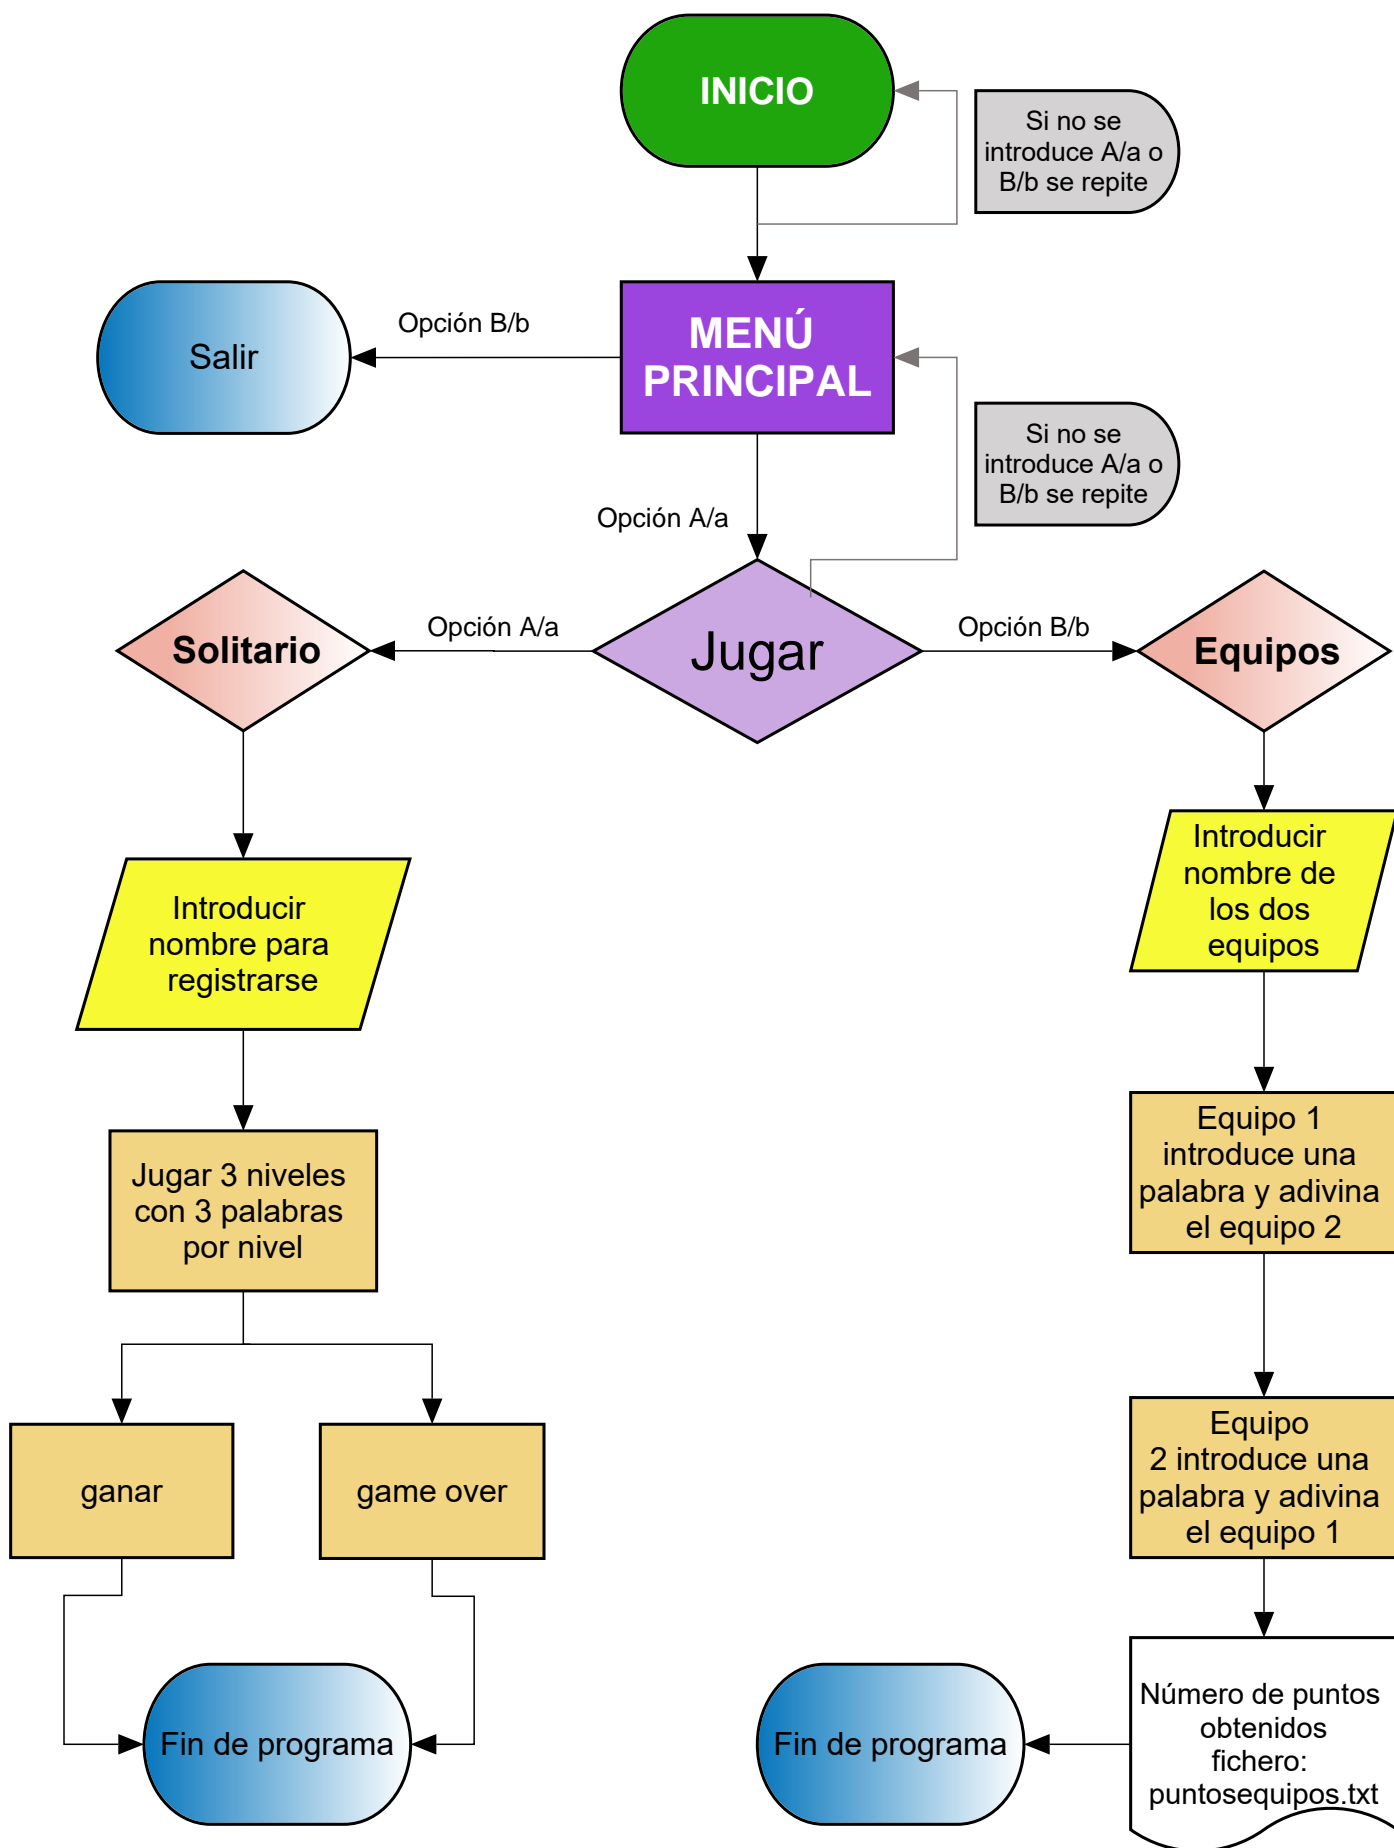 INICIO
Si no se
introduce A/a o
B/b se repite
Opción B/b
Salir
MENÚ
PRINCIPAL
Si no se
introduce A/a o
B/b se repite
Opción A/a
Solitario
Opción A/a
Jugar
Opción B/b
Equipos
Introducir
nombre para
registrarse
Introducir
nombre de
los dos
equipos
Jugar 3 niveles
con 3 palabras
por nivel
Equipo 1
introduce una
palabra y adivina
el equipo 2
ganar
game over
Equipo
2 introduce una
palabra y adivina
el equipo 1
Fin de programa
Fin de programa
Número de puntos
obtenidos
fichero:
puntosequipos.txt